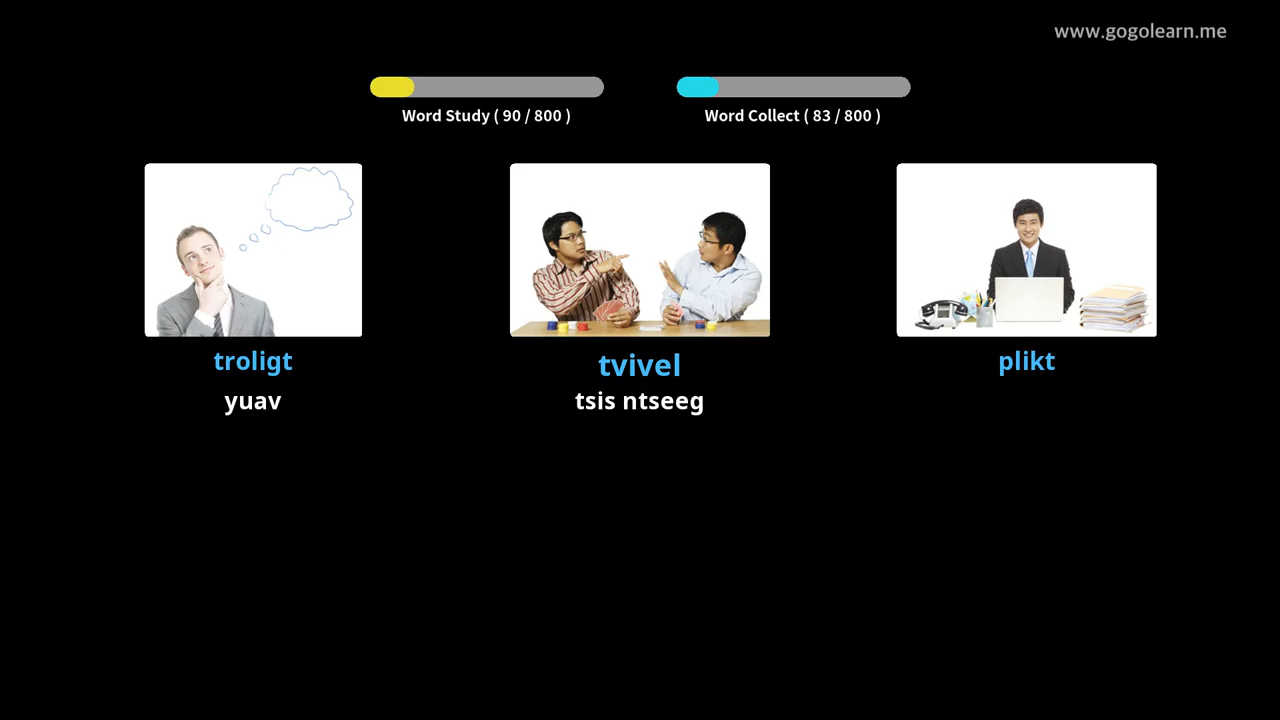 www.gogolearn.me
Word Study ( 90 / 800 )
Word Collect ( 83 / 800 )
troligt
yuav
tvivel
tsis ntseeg
plikt